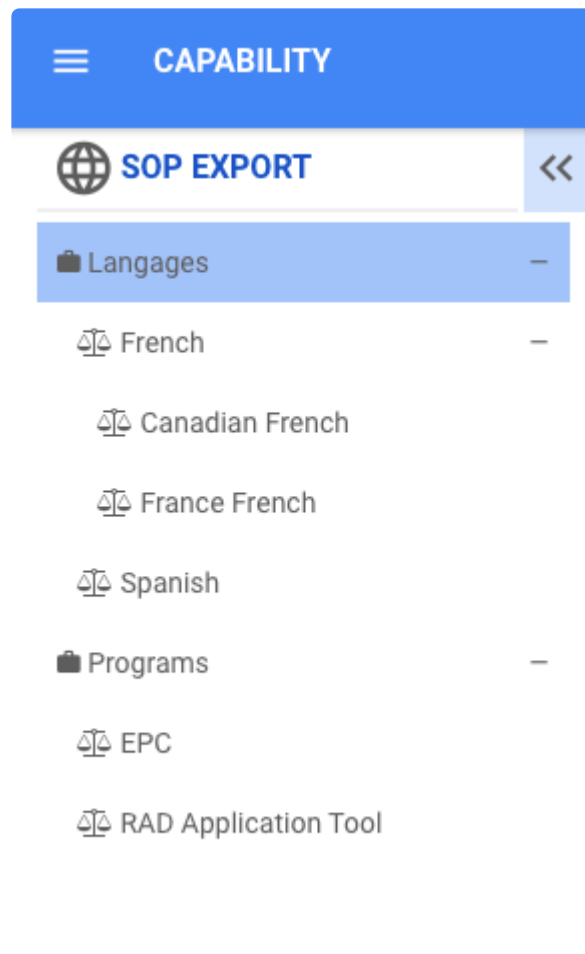 CAPABILITY
SOP EXPORT
Langages
French
Canadian French
France French
Spanish
Programs
EPC
RAD Application Tool